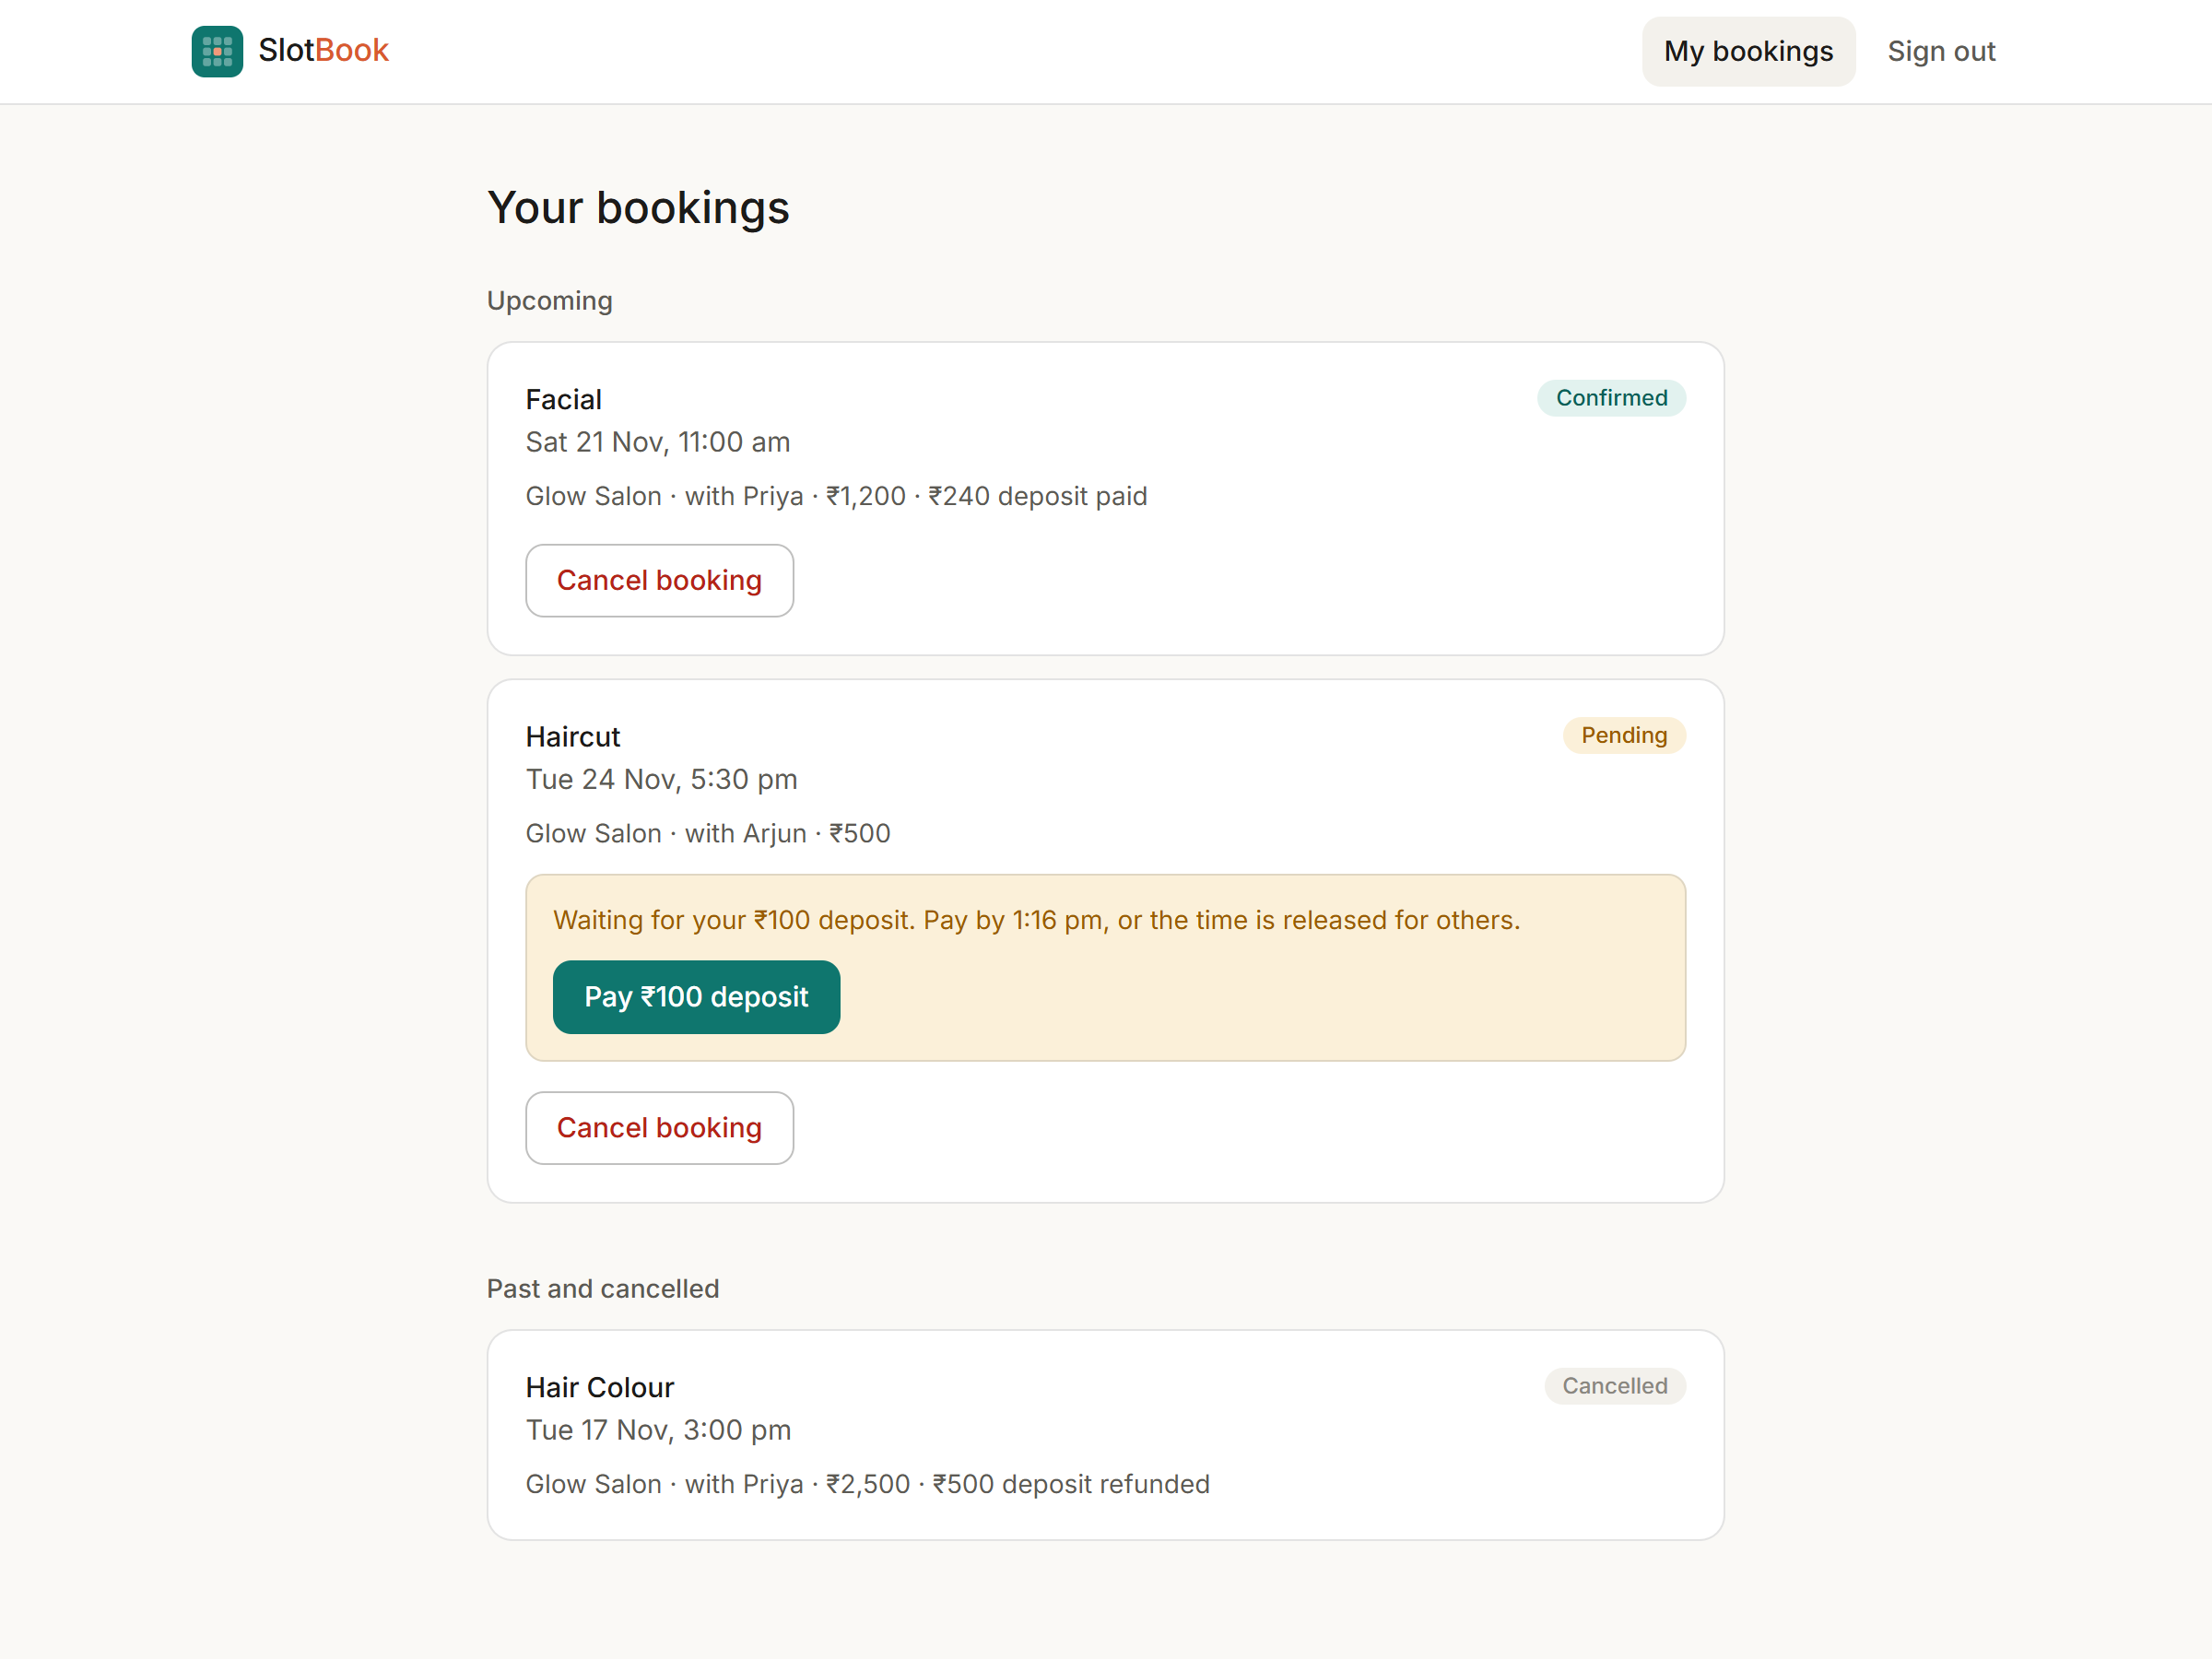 SlotBook
My bookings
Sign out
Your bookings
Upcoming
Facial
Confirmed
Sat 21 Nov, 11:00 am
Glow Salon · with Priya · ₹1,200 · ₹240 deposit paid
Cancel booking
Haircut
Pending
Tue 24 Nov, 5:30 pm
Glow Salon · with Arjun · ₹500
Waiting for your ₹100 deposit. Pay by 1:16 pm, or the time is released for others.
Pay ₹100 deposit
Cancel booking
Past and cancelled
Hair Colour
Cancelled
Tue 17 Nov, 3:00 pm
Glow Salon · with Priya · ₹2,500 · ₹500 deposit refunded